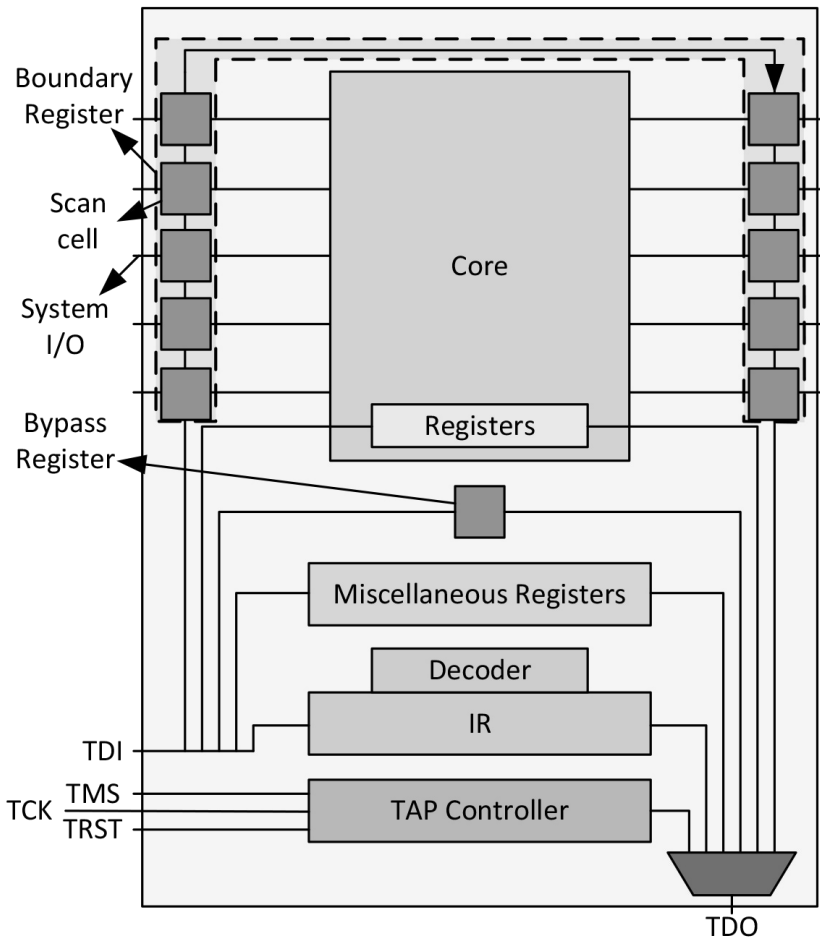 Boundary
Register
Scan
cell
System
I/O
Bypass
Register
Core
Registers
Miscellaneous Registers
Decoder
IR
TDI
TMS
TCK
TRST
TAP Controller
TDO